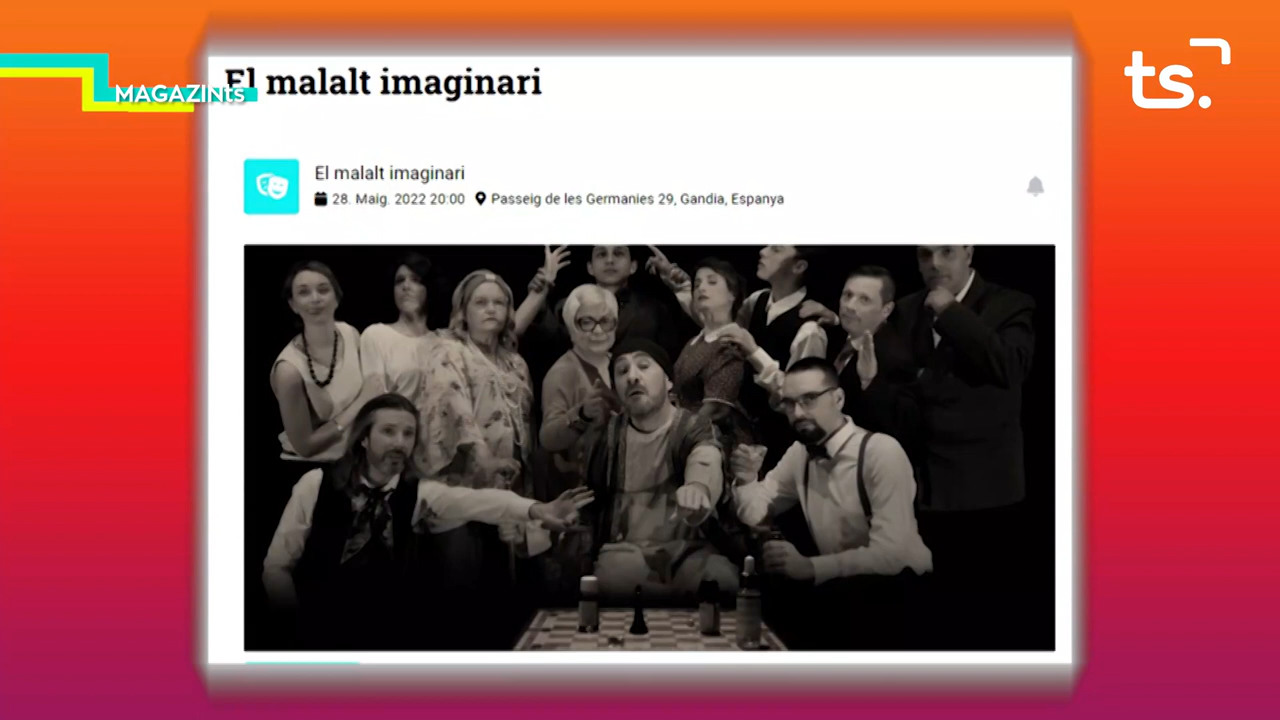 El malalt imaginari
MAGAZINts
ts.
El malalt imaginari
28. Maig. 2022 20:00 Passeig de les Germanies 29, Gandia, Espanya